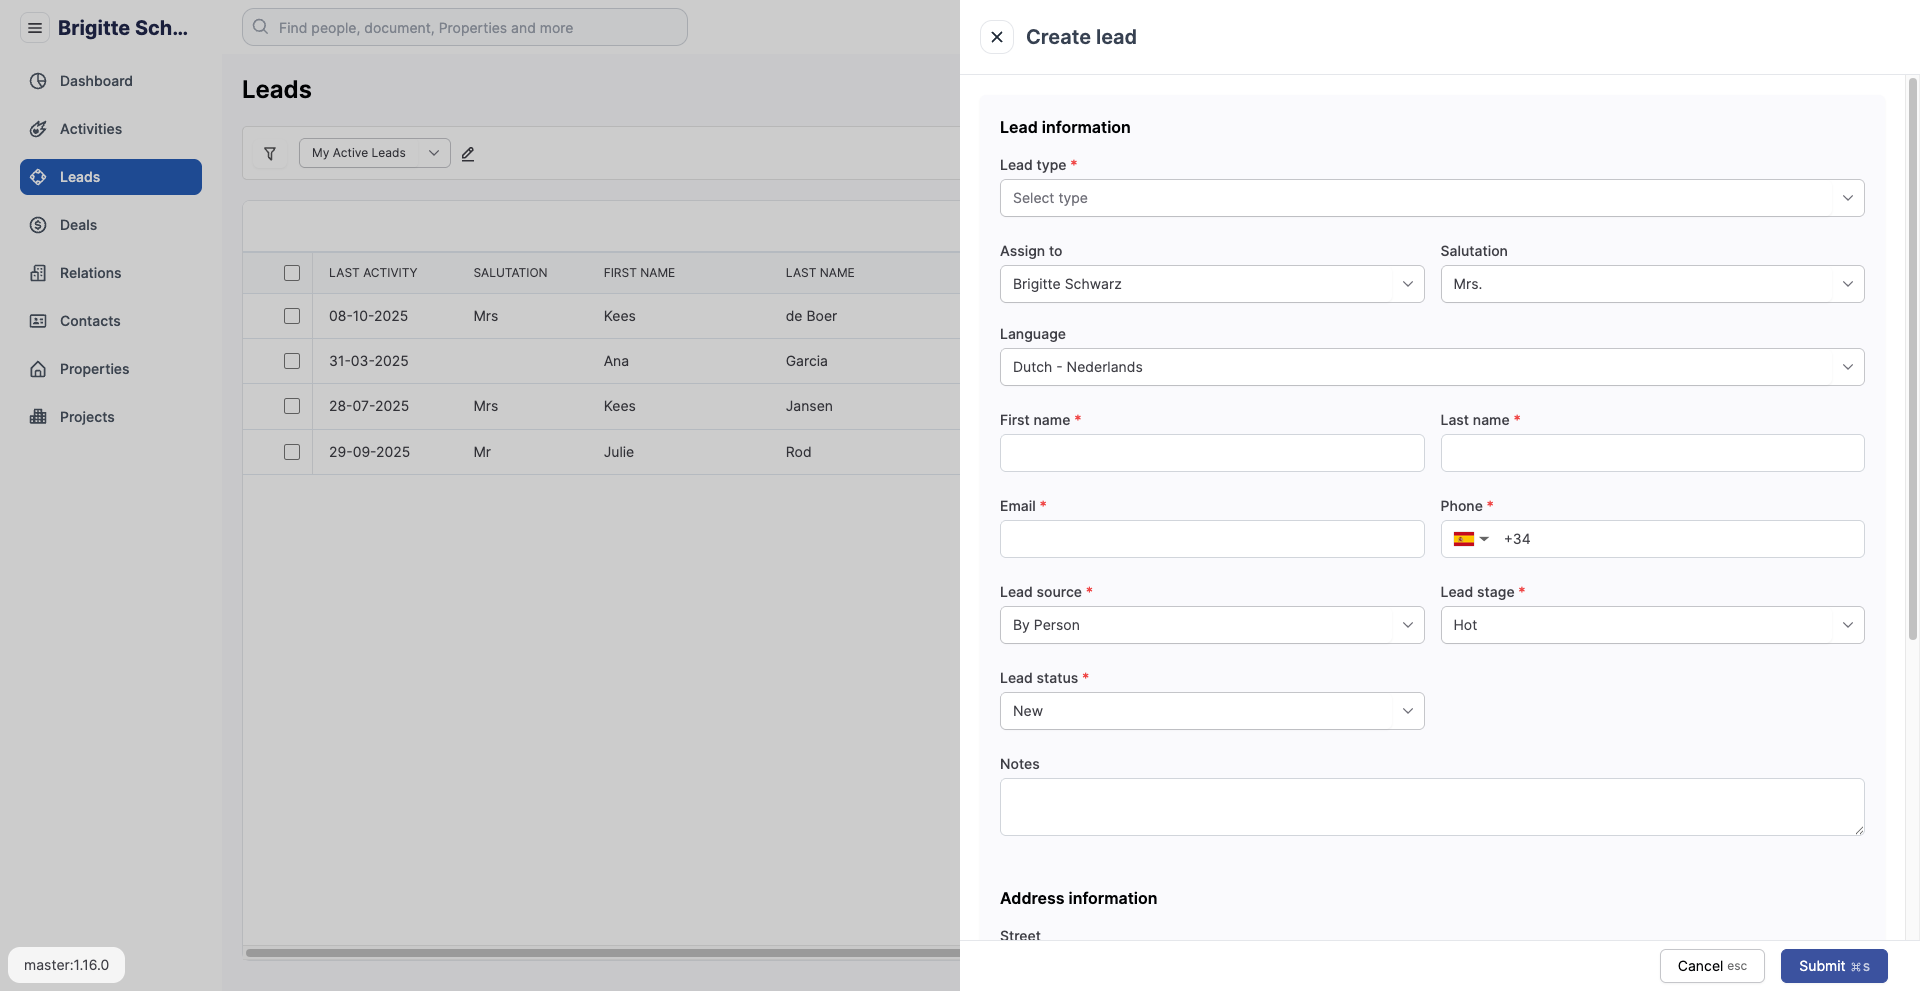 Brigitte Sch...
Find people, document, Properties and more
Dashboard
Activities
Leads
Deals
Relations
Contacts
Properties
Projects
master:1.16.0
Leads
My Active Leads
LAST ACTIVITY SALUTATION FIRST NAME LAST NAME
08-10-2025 Mrs Kees de Boer
31-03-2025 Ana Garcia
28-07-2025 Mrs Kees Jansen
29-09-2025 Mr Julie Rod
Create lead
Lead information
Lead type *
Select type
Assign to Salutation
Brigitte Schwarz Mrs.
Language
Dutch - Nederlands
First name * Last name *
Email * Phone *
+34
Lead source * Lead stage *
By Person Hot
Lead status *
New
Notes
Address information
Street
Cancel esc Submit ⌘S